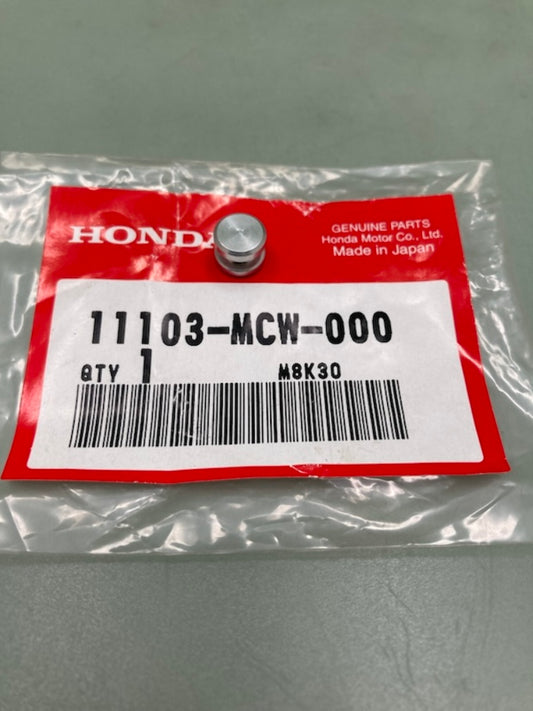 HONDA
GENUINE PARTS
Honda Motor Co., Ltd.
Made in Japan
11103-MCW-000
QTY 1 M8K30